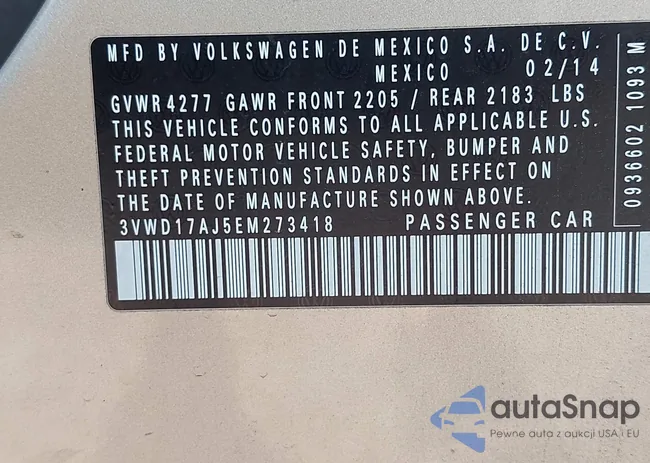 MFD BY VOLKSWAGEN DE MEXICO S.A. DE C.V.
MEXICO 02/14
GVWR 4277 GAWR FRONT 2205 / REAR 2183 LBS
THIS VEHICLE CONFORMS TO ALL APPLICABLE U.S.
FEDERAL MOTOR VEHICLE SAFETY, BUMPER AND
THEFT PREVENTION STANDARDS IN EFFECT ON
THE DATE OF MANUFACTURE SHOWN ABOVE.
3VWD17AJ5EM273418 PASSENGER CAR
0936602 1093 M
autoSnap
Pewne auta z aukcji USA i EU